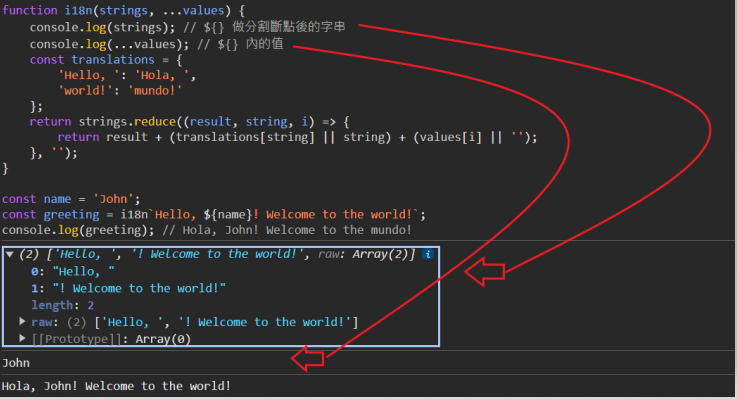 function i18n(strings, ...values) {
    console.log(strings); // ${} 做分割斷點後的字串
    console.log(...values); // ${} 內的值
    const translations = {
        'Hello, ': 'Hola, ',
        'world!': 'mundo!'
    };
    return strings.reduce((result, string, i) => {
        return result + (translations[string] || string) + (values[i] || '');
    }, '');
}
const name = 'John';
const greeting = i18n`Hello, ${name}! Welcome to the world!`;
console.log(greeting); // Hola, John! Welcome to the mundo!
▼ (2) ['Hello, ', '! Welcome to the world!', raw: Array(2)] i
0: "Hello, "
1: "! Welcome to the world!"
length: 2
▶ raw: (2) ['Hello, ', '! Welcome to the world!']
▶ [[Prototype]]: Array(0)
John
Hola, John! Welcome to the world!